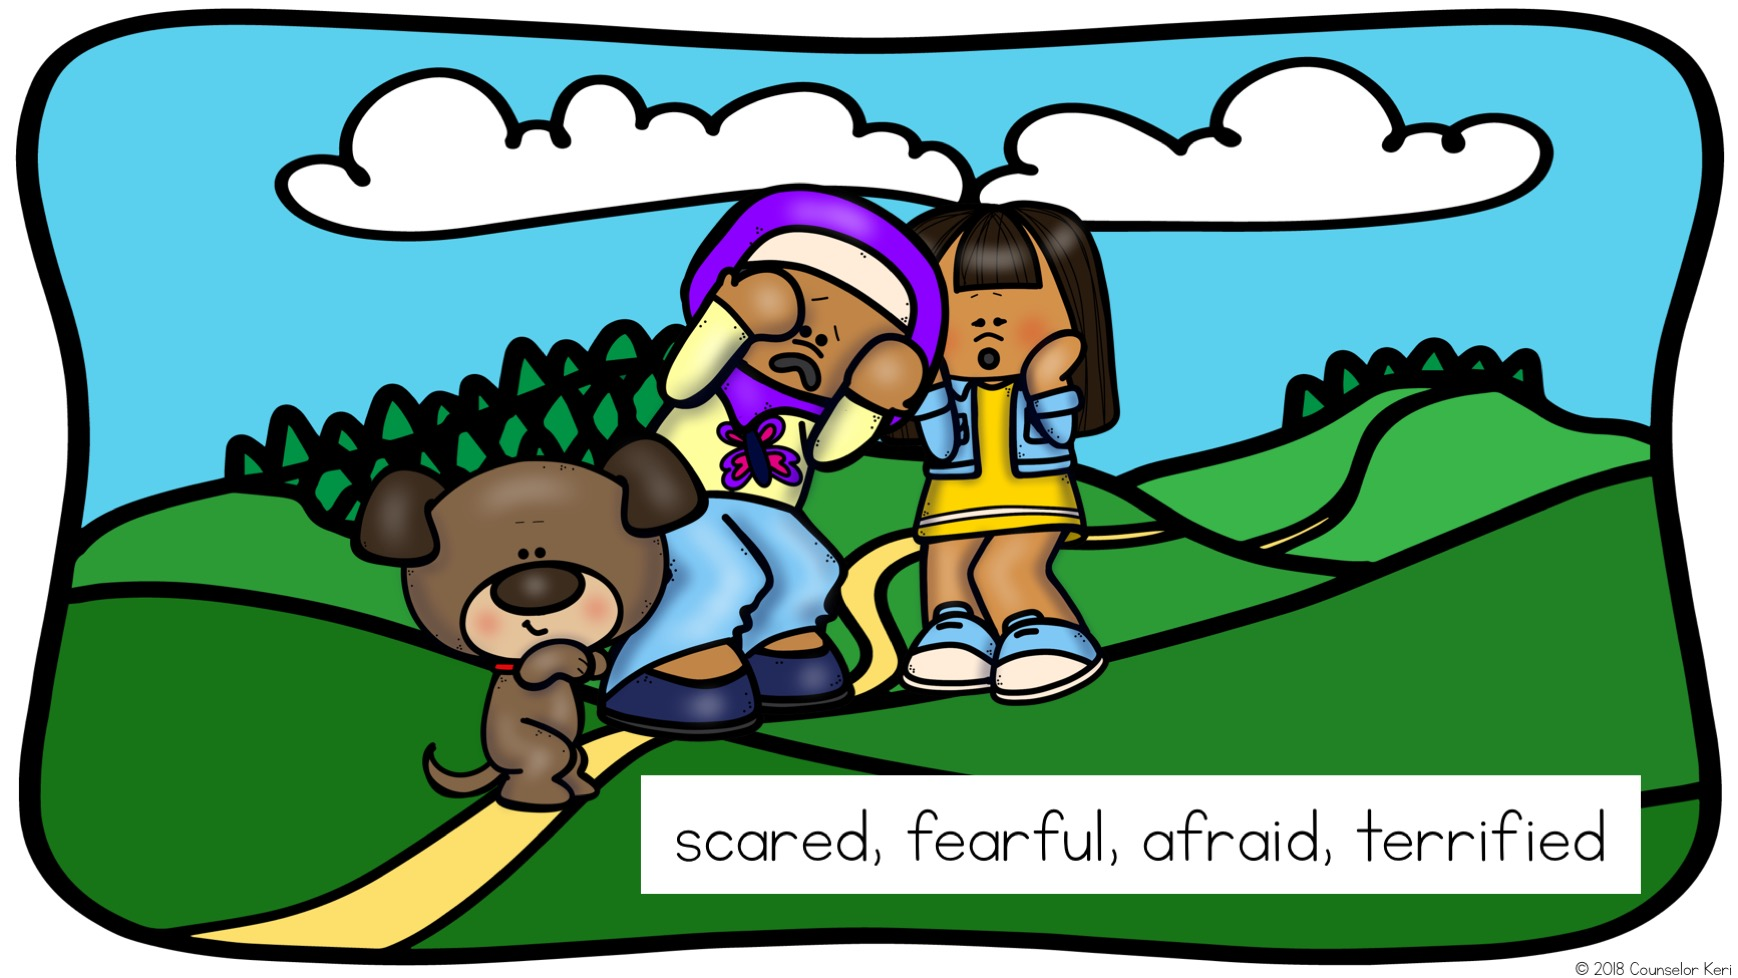 scared, fearful, afraid, terrified
© 2018 Counselor Keri